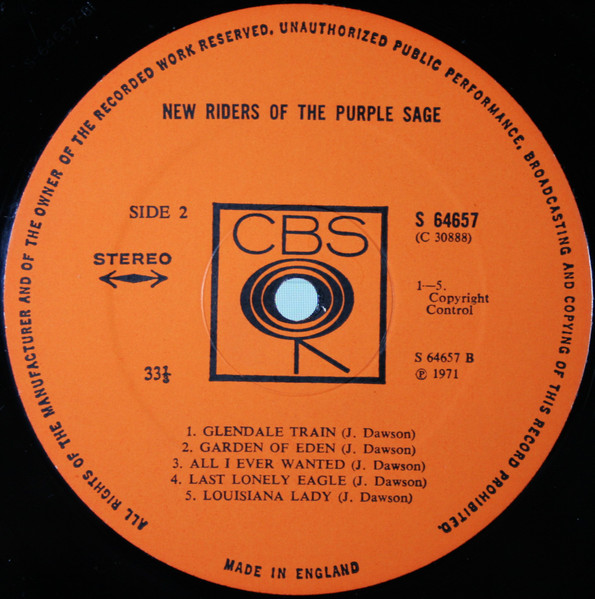 ALL RIGHTS OF THE MANUFACTURER AND OF THE OWNER OF THE RECORDED WORK RESERVED. UNAUTHORIZED PUBLIC PERFORMANCE, BROADCASTING AND COPYING OF THIS RECORD PROHIBITED.
NEW RIDERS OF THE PURPLE SAGE
SIDE 2
STEREO
33⅓
CBS
S 64657
(C 30888)
1—5.
Copyright
Control
S 64657 B
℗ 1971
1. GLENDALE TRAIN (J. Dawson)
2. GARDEN OF EDEN (J. Dawson)
3. ALL I EVER WANTED (J. Dawson)
4. LAST LONELY EAGLE (J. Dawson)
5. LOUISIANA LADY (J. Dawson)
MADE IN ENGLAND